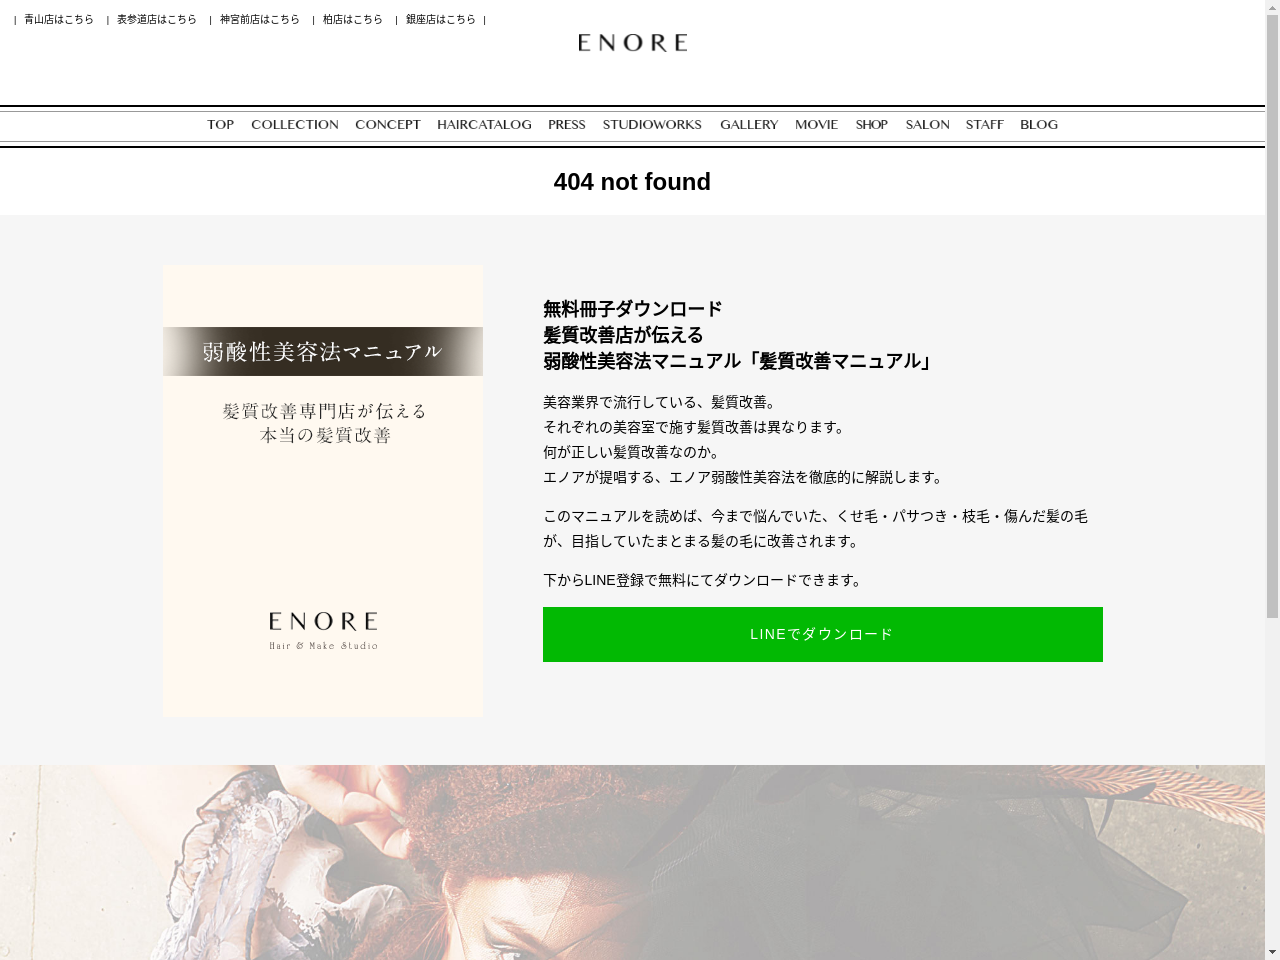 | 青山店はこちら | 表参道店はこちら | 神宮前店はこちら | 柏店はこちら | 銀座店はこちら |
ENORE
TOP COLLECTION CONCEPT HAIRCATALOG PRESS STUDIOWORKS GALLERY MOVIE SHOP SALON STAFF BLOG
404 not found
弱酸性美容法マニュアル
髪質改善専門店が伝える
本当の髪質改善
ENORE
Hair & Make Studio
無料冊子ダウンロード
髪質改善店が伝える
弱酸性美容法マニュアル「髪質改善マニュアル」
美容業界で流行している、髪質改善。
それぞれの美容室で施す髪質改善は異なります。
何が正しい髪質改善なのか。
エノアが提唱する、エノア弱酸性美容法を徹底的に解説します。
このマニュアルを読めば、今まで悩んでいた、くせ毛・パサつき・枝毛・傷んだ髪の毛
が、目指していたまとまる髪の毛に改善されます。
下からLINE登録で無料にてダウンロードできます。
LINEでダウンロード